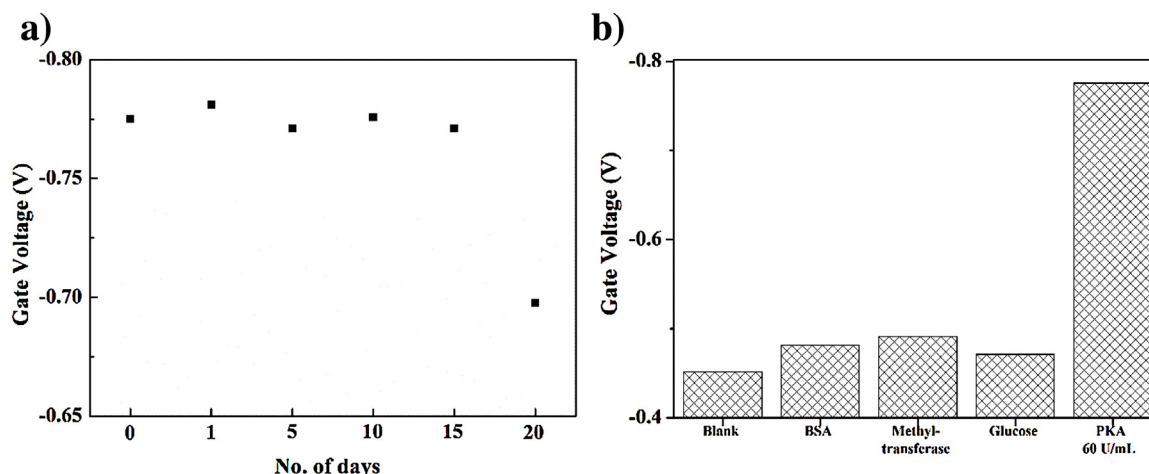 a)
Gate Voltage (V)
-0.80
-0.75
-0.70
-0.65
0 1 5 10 15 20
No. of days
b)
Gate Voltage (V)
-0.8
-0.6
-0.4
Blank BSA Methyl- Glucose PKA
transferase 60 U/mL